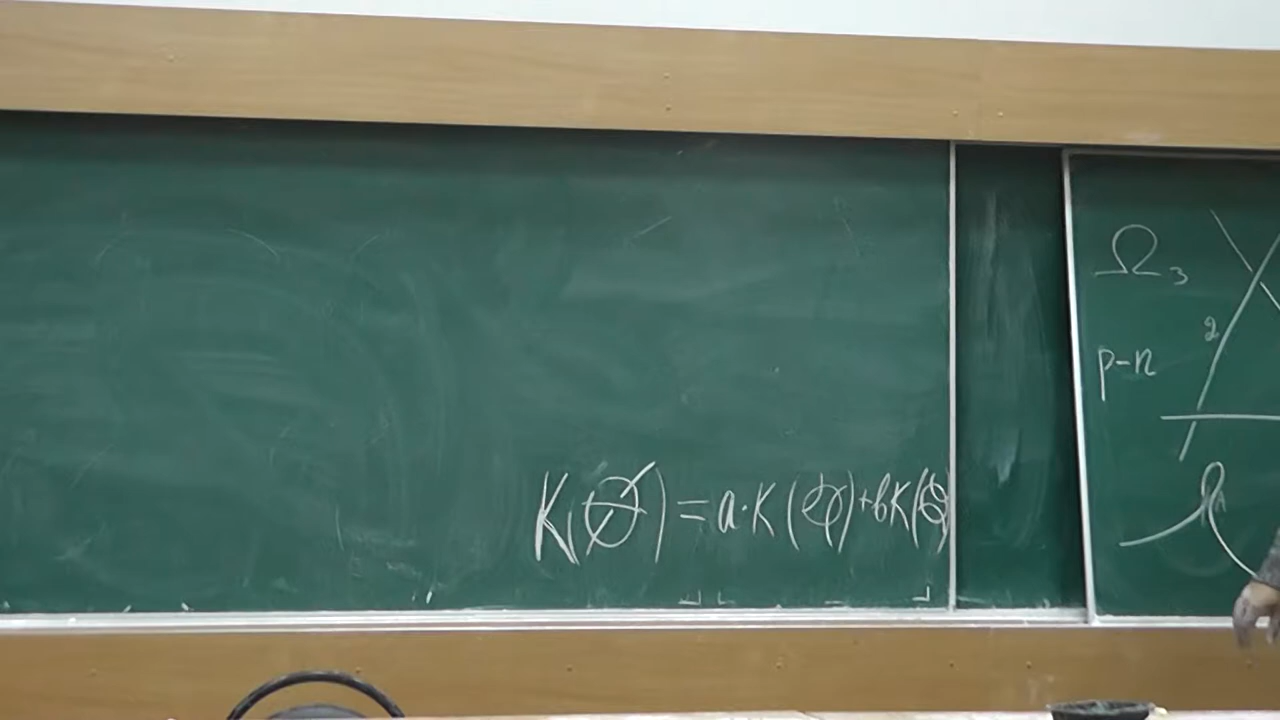 K( ) = a·K( ) + bK( )
Ω₃
2
p-n